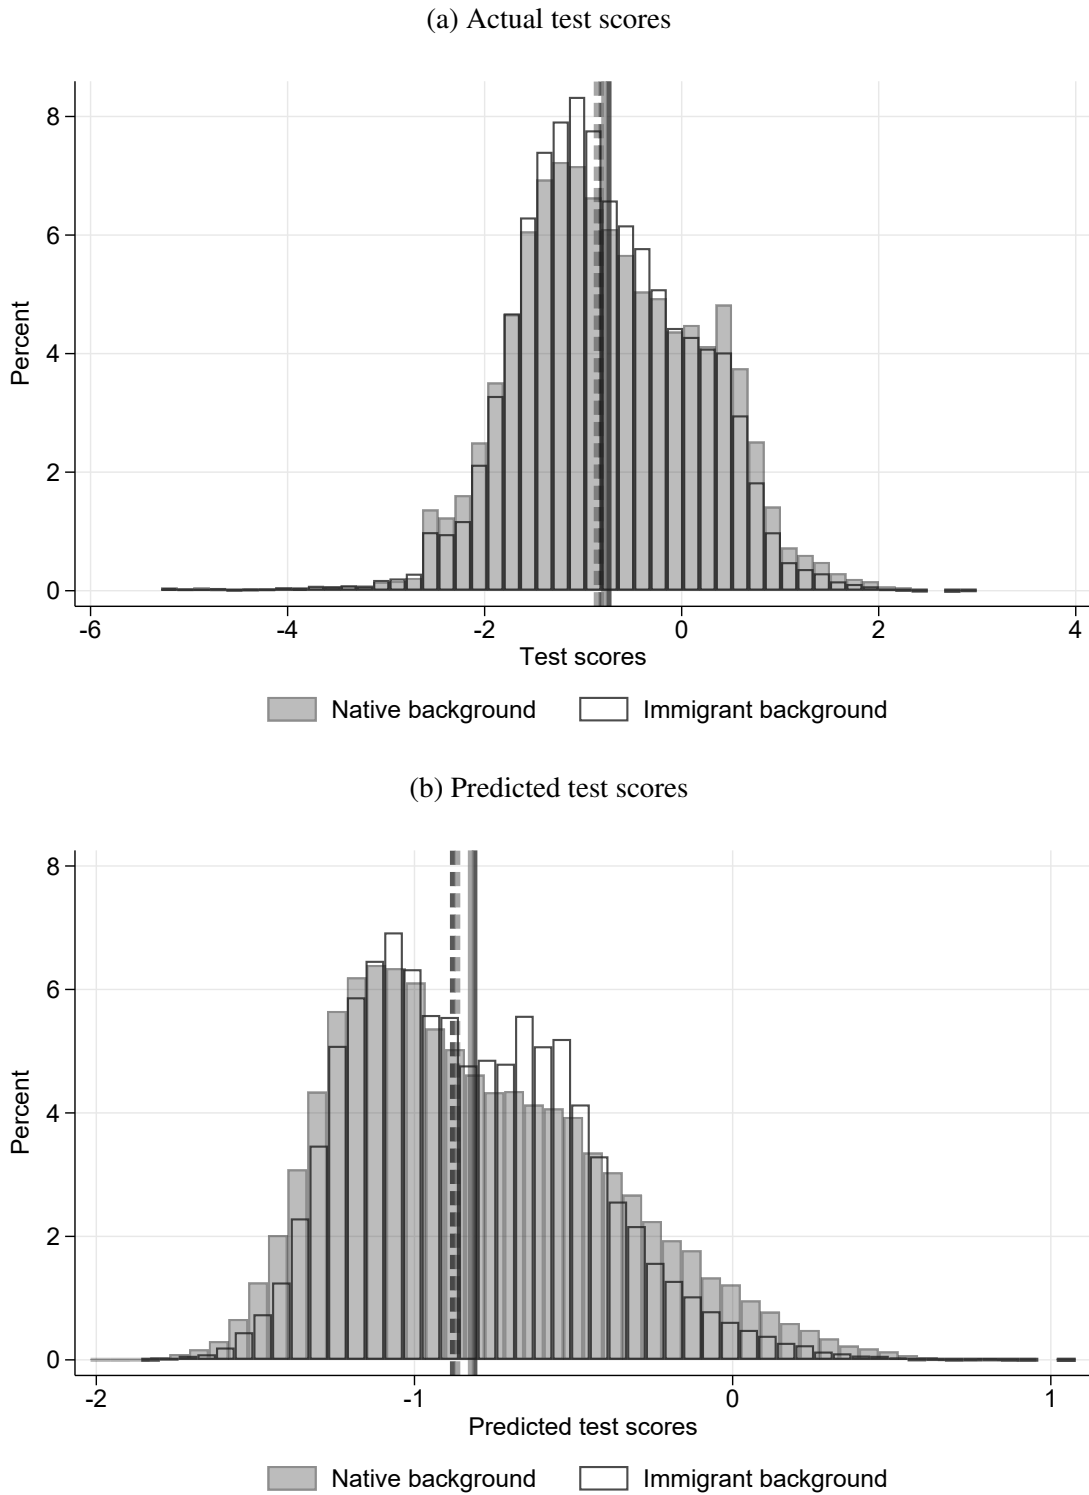 (a) Actual test scores
8
6
4
2
0
Percent
-6 -4 -2 0 2 4
Test scores
Native background Immigrant background
(b) Predicted test scores
8
6
4
2
0
Percent
-2 -1 0 1
Predicted test scores
Native background Immigrant background